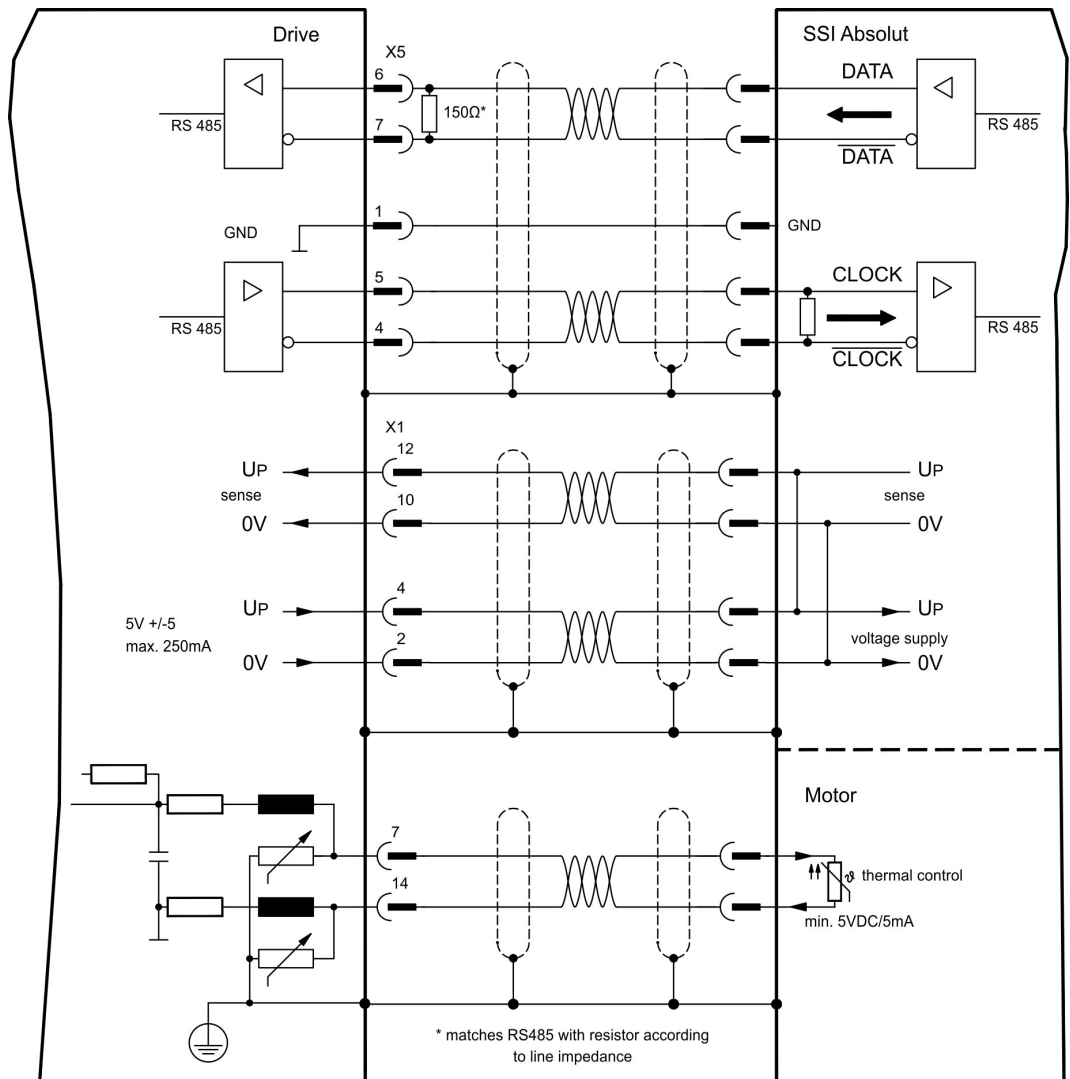 Drive
SSI Absolut
X5
6
DATA
150Ω*
RS 485
RS 485
7
DATA
1
GND
GND
5
CLOCK
RS 485
RS 485
4
CLOCK
X1
12
UP
UP
sense
sense
10
0V
0V
4
UP
UP
5V +/-5
max. 250mA
voltage supply
2
0V
0V
Motor
7
ϑ thermal control
14
min. 5VDC/5mA
* matches RS485 with resistor according
to line impedance